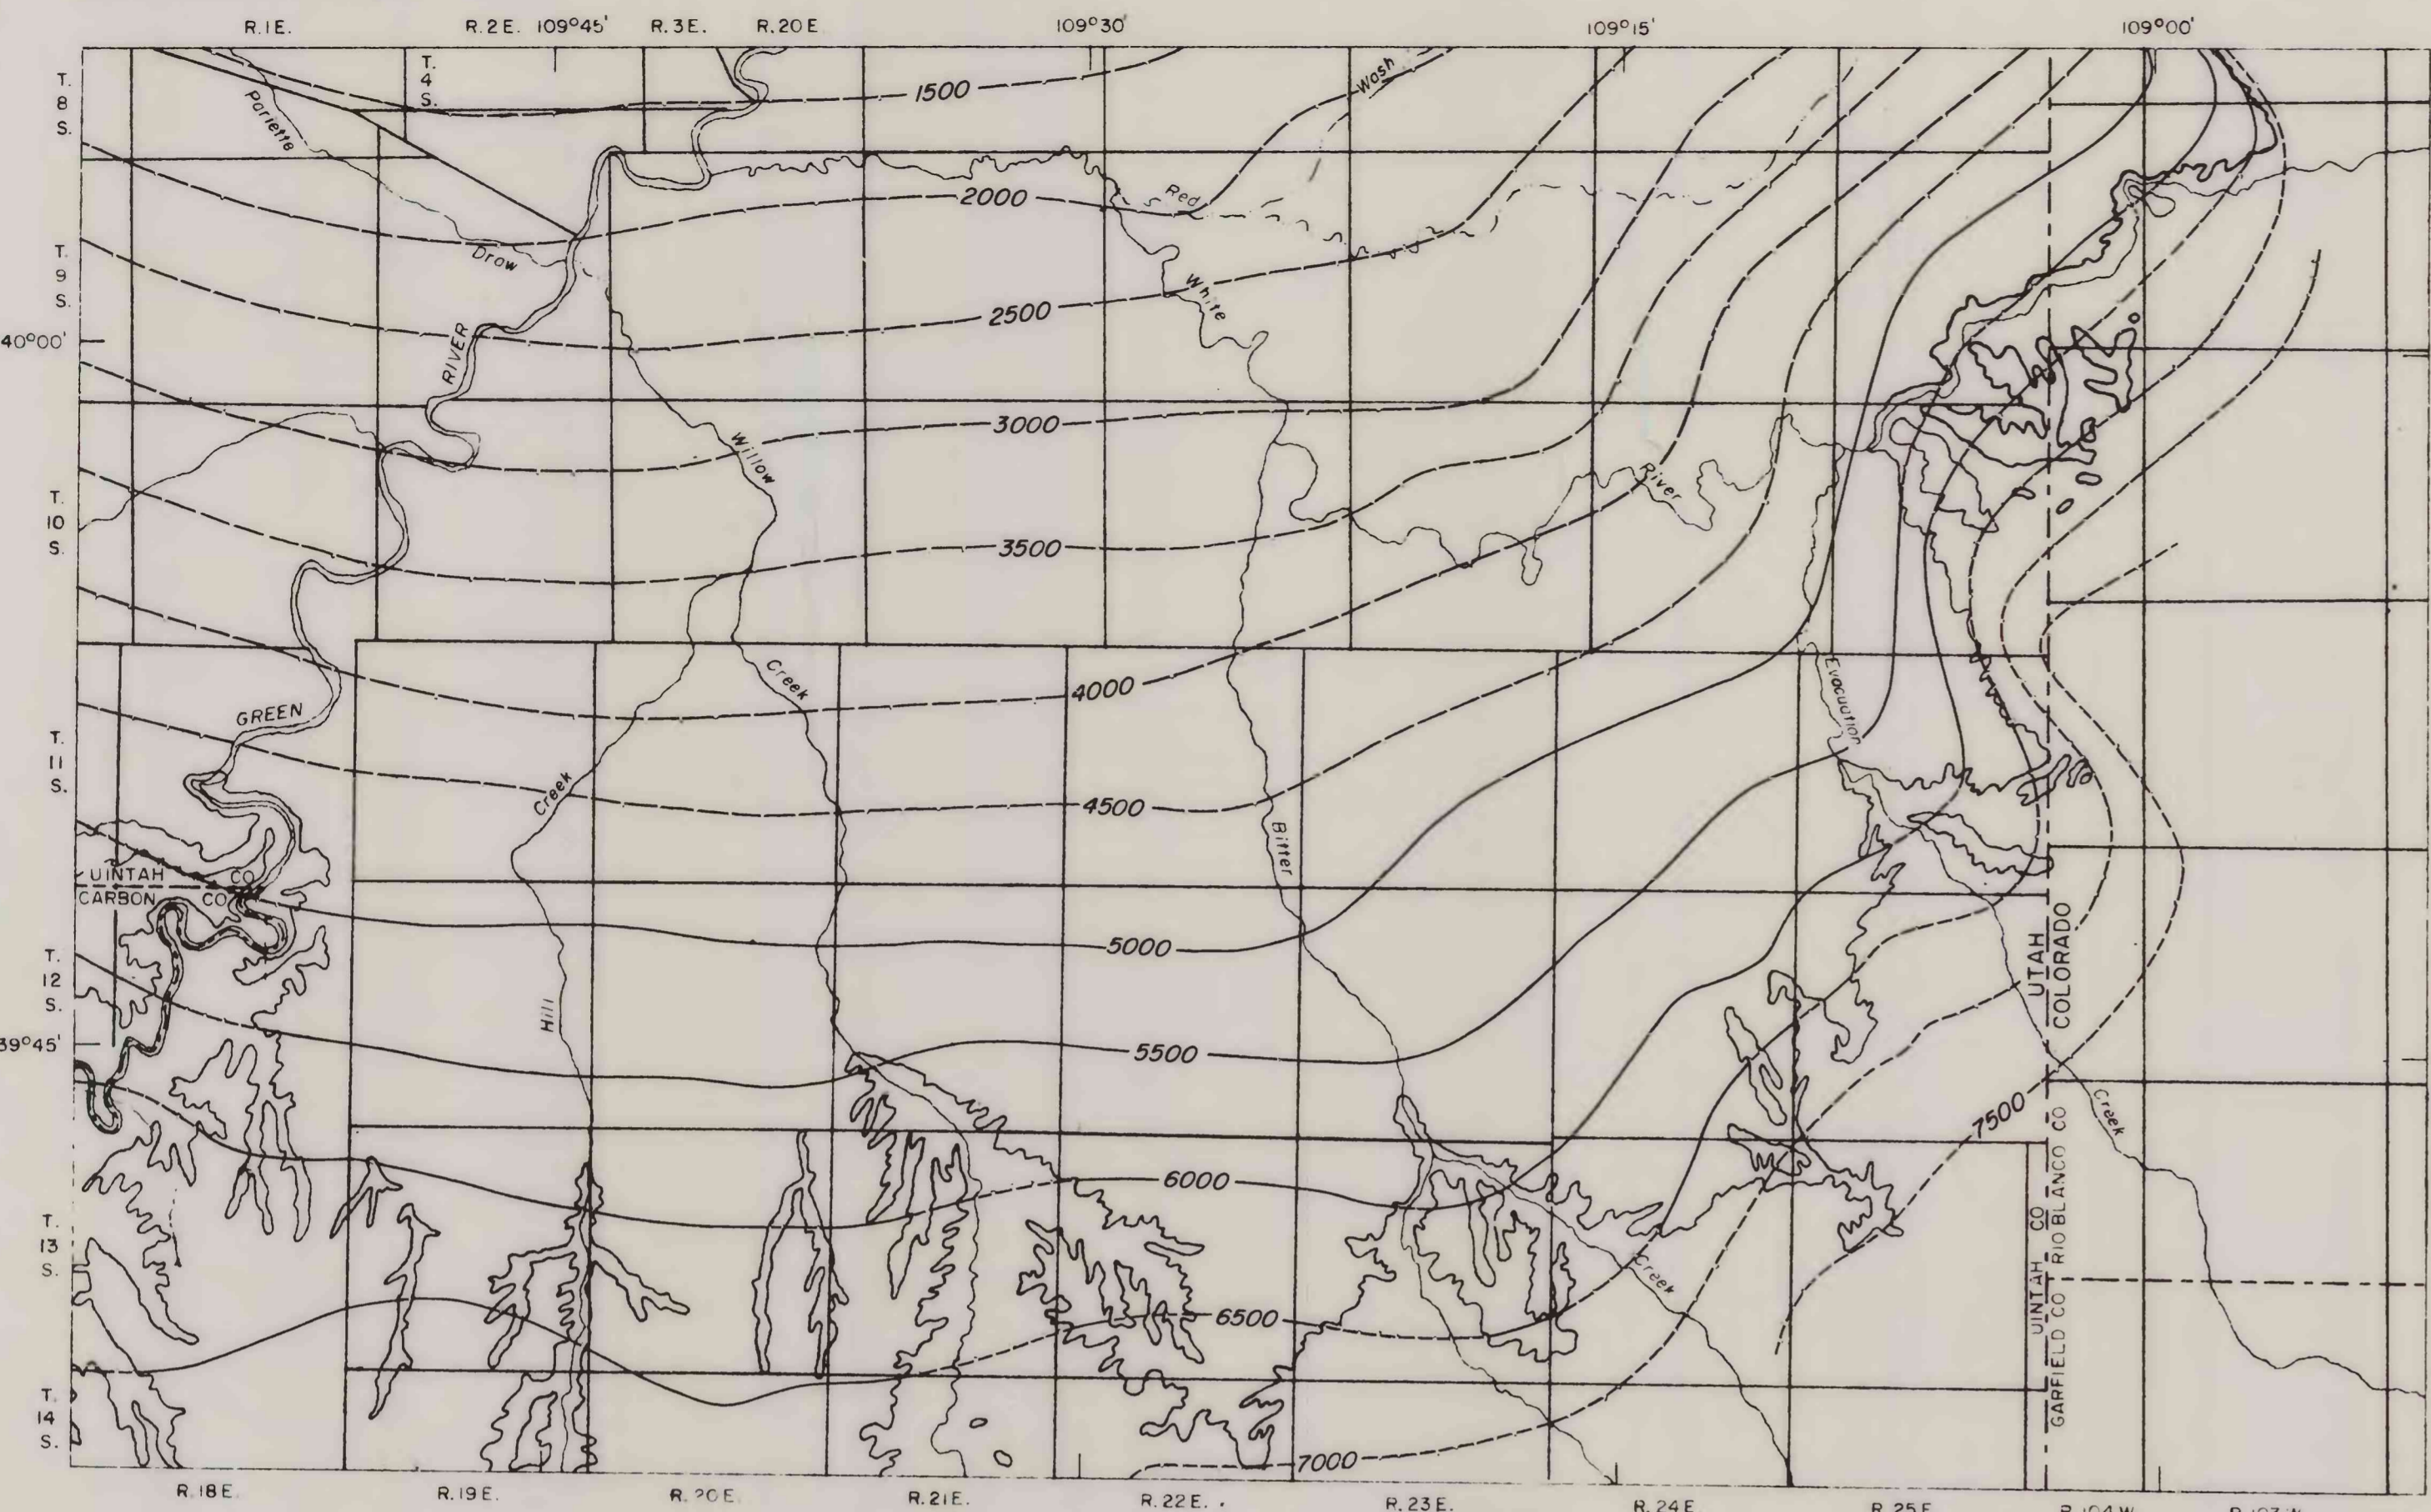 R.1E. R.2E. 109°45' R.3E. R.20E 109°30' 109°15' 109°00'
T.
8
S.
T.
4
S.
Pariette
Draw
1500
Wash
2000
Red
T.
9
S.
White
2500
40°00'
RIVER
3000
Willow
River
T.
10
S.
3500
Creek
4000
Evacuation
GREEN
T.
11
S.
Creek
4500
Bitter
UINTAH CO
CARBON CO
5000
T.
12
S.
UTAH
COLORADO
Hill
39°45'
5500
7500
Creek
6000
T.
13
S.
UINTAH CO
GARFIELD CO RIO BLANCO CO
Creek
6500
T.
14
S.
7000
R.18E. R.19E. R.20E. R.21E. R.22E. R.23E. R.24E. R.25E. R.104W. R.103W.